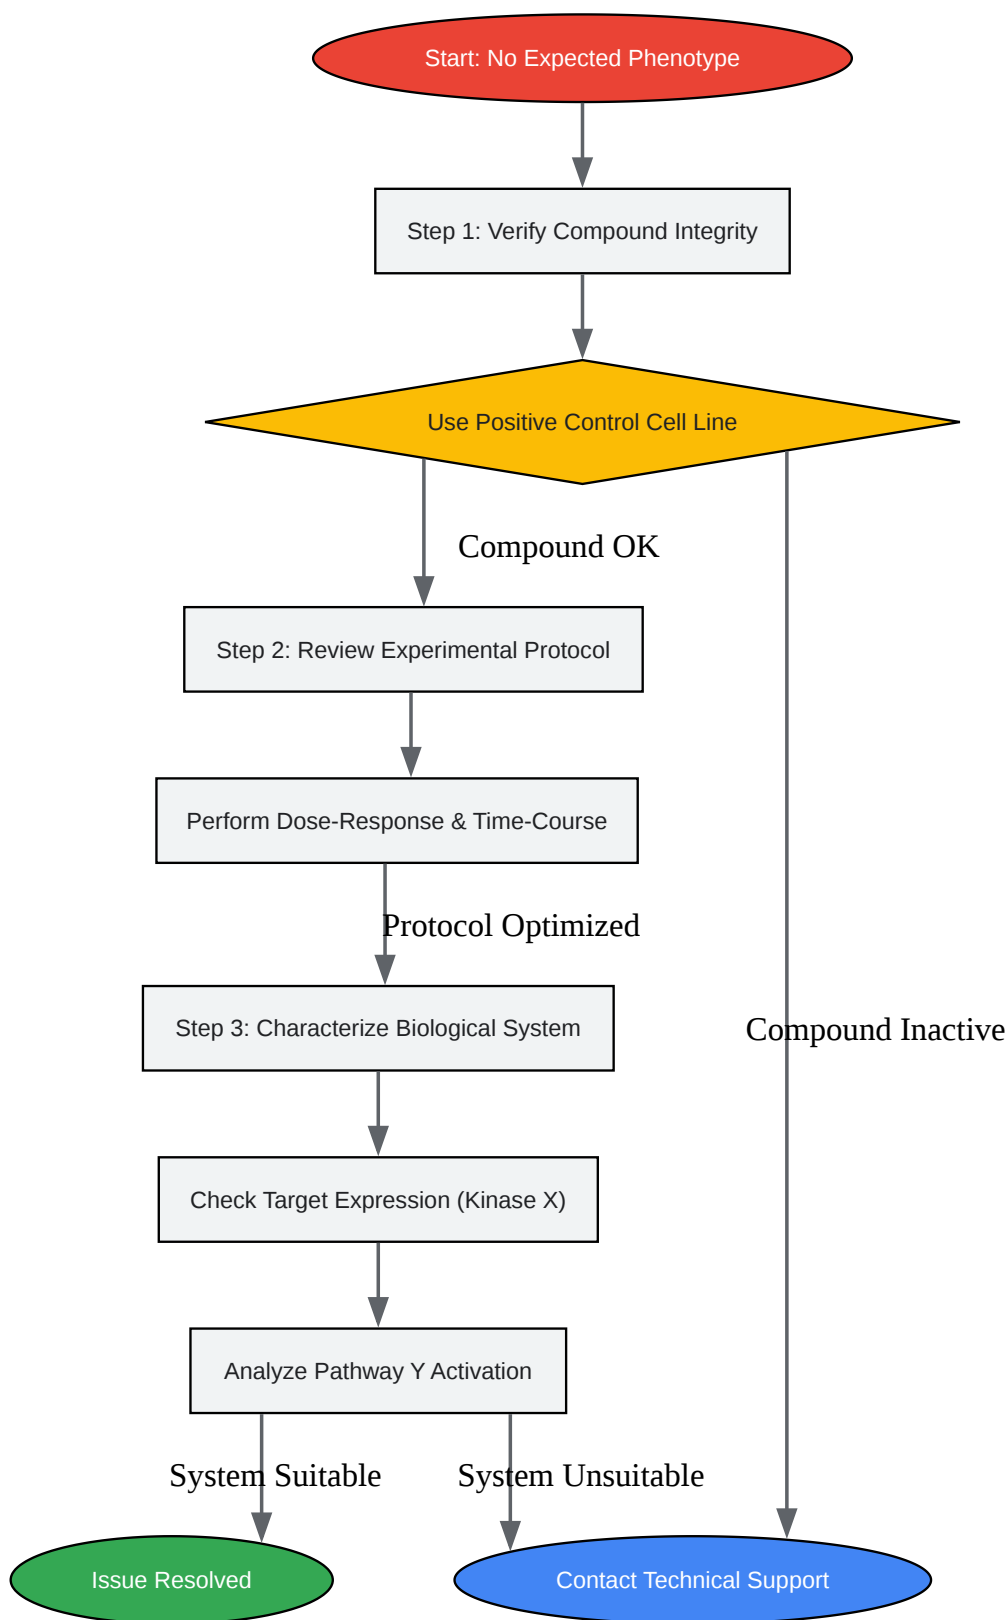 Start: No Expected Phenotype
Step 1: Verify Compound Integrity
Use Positive Control Cell Line
Compound OK
Step 2: Review Experimental Protocol
Perform Dose-Response & Time-Course
Protocol Optimized
Step 3: Characterize Biological System
Compound Inactive
Check Target Expression (Kinase X)
Analyze Pathway Y Activation
System Suitable
System Unsuitable
Issue Resolved
Contact Technical Support